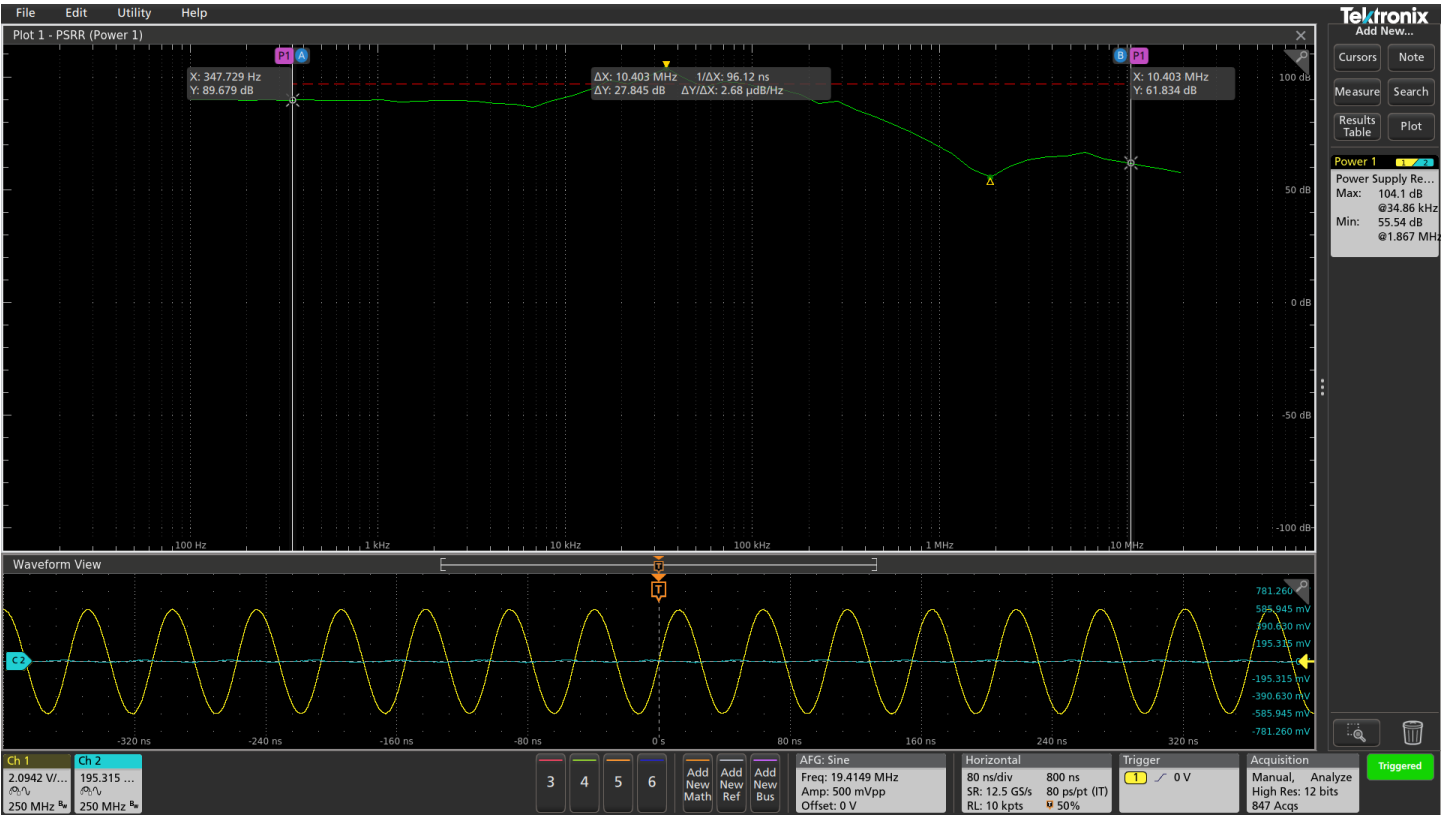 File Edit Utility Help
Tektronix
Add New...
Plot 1 - PSRR (Power 1)
Cursors Note
Measure Search
Results Table Plot
P1 A
B P1
X: 347.729 Hz
Y: 89.679 dB
ΔX: 10.403 MHz 1/ΔX: 96.12 ns
ΔY: 27.845 dB ΔY/ΔX: 2.68 μdB/Hz
X: 10.403 MHz
Y: 61.834 dB
100 dB
50 dB
0 dB
-50 dB
-100 dB
100 Hz 1 kHz 10 kHz 100 kHz 1 MHz 10 MHz
Power 1 1 2
Power Supply Re...
Max: 104.1 dB
@34.86 kHz
Min: 55.54 dB
@1.867 MHz
Waveform View
T
T
C2
781.260
585.945 mV
390.630 mV
195.315 mV
-195.315 mV
-390.630 mV
-585.945 mV
-781.260 mV
-320 ns -240 ns -160 ns -80 ns 0 s 80 ns 160 ns 240 ns 320 ns
Ch 1
2.0942 V/...
250 MHz Bw
Ch 2
195.315 ...
250 MHz Bw
3 4 5 6
Add New Math
Add New Ref
Add New Bus
AFG: Sine
Freq: 19.4149 MHz
Amp: 500 mVpp
Offset: 0 V
Horizontal
80 ns/div 800 ns
SR: 12.5 GS/s 80 ps/pt (IT)
RL: 10 kpts 50%
Trigger
1 0 V
Acquisition
Manual, Analyze
High Res: 12 bits
847 Acqs
Triggered